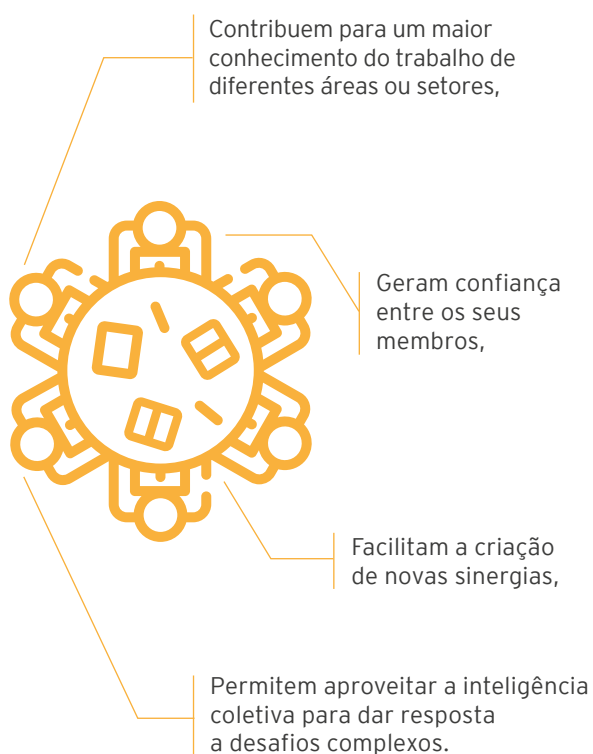 Contribuem para um maior
conhecimento do trabalho de
diferentes áreas ou setores,
Geram confiança
entre os seus
membros,
Facilitam a criação
de novas sinergias,
Permitem aproveitar a inteligência
coletiva para dar resposta
a desafios complexos.